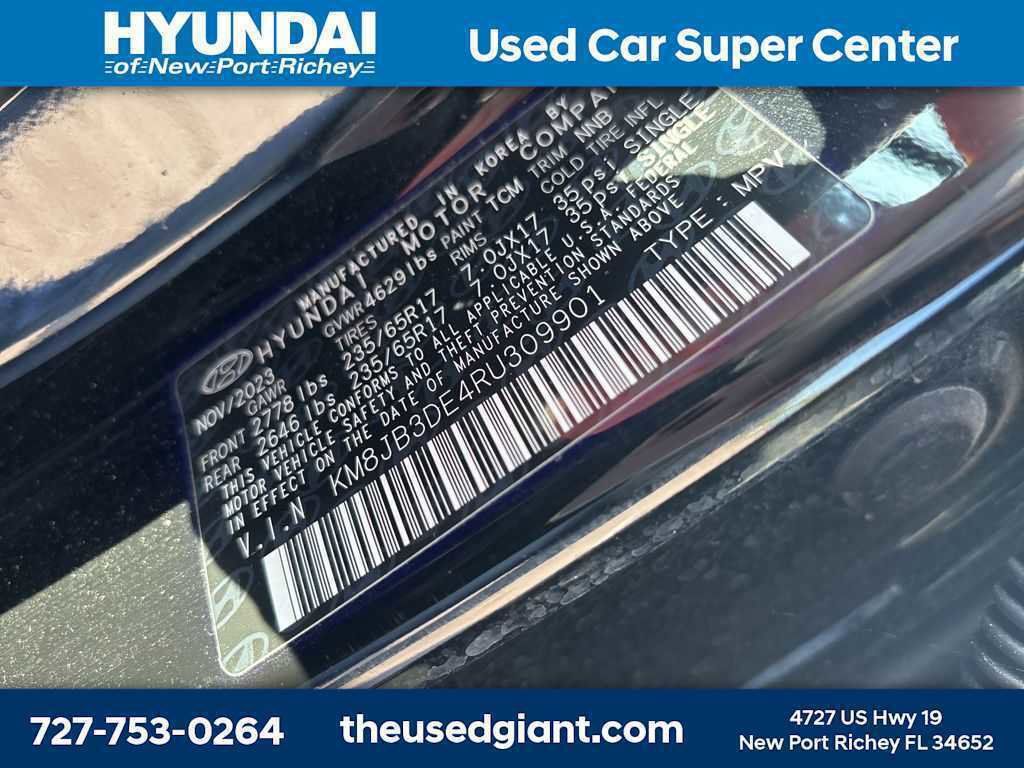 HYUNDAI
of New Port Richey
Used Car Super Center
MANUFACTURED IN KOREA BY
HYUNDAI MOTOR COMPA
GVWR 4629lbs PAINT TCM TRIM NNB
TIRES RIMS COLD TIRE INFL
NOV/2023
GAWR
FRONT 2778 lbs 235/65R17 7.0JX17 35psi SINGLE
REAR 2646 lbs 235/65R17 7.0JX17 35psi SINGLE
THIS VEHICLE CONFORMS TO ALL APPLICABLE U.S.A FEDERAL
MOTOR VEHICLE SAFETY AND THEFT PREVENTION STANDARDS
IN EFFECT ON THE DATE OF MANUFACTURE SHOWN ABOVE
V.I.N KM8JB3DE4RU309901 TYPE : MPV
727-753-0264
theusedgiant.com
4727 US Hwy 19
New Port Richey FL 34652